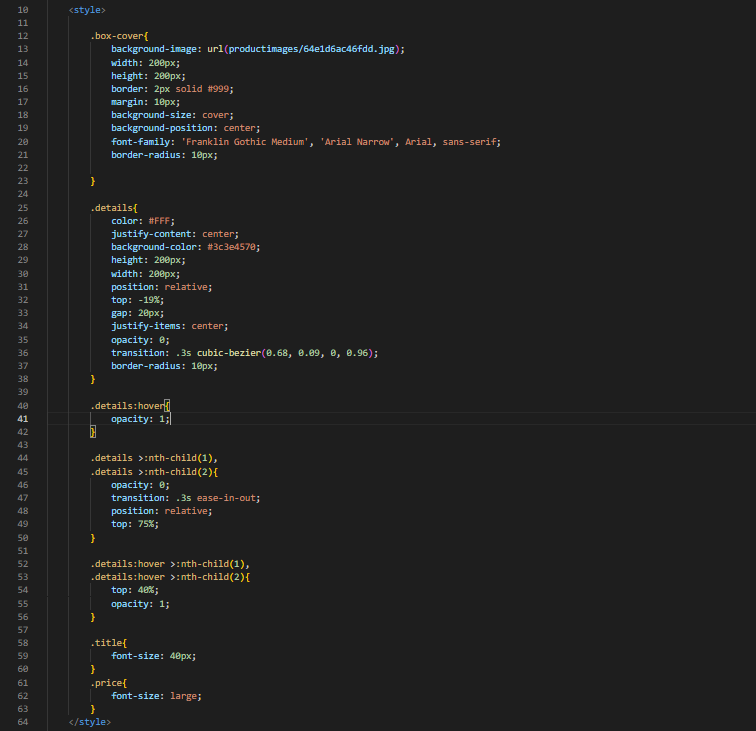 10 <style>
11
12 .box-cover{
13 background-image: url(productimages/64e1d6ac46fdd.jpg);
14 width: 200px;
15 height: 200px;
16 border: 2px solid #999;
17 margin: 10px;
18 background-size: cover;
19 background-position: center;
20 font-family: 'Franklin Gothic Medium', 'Arial Narrow', Arial, sans-serif;
21 border-radius: 10px;
22
23 }
24
25 .details{
26 color: #FFF;
27 justify-content: center;
28 background-color: #3c3e4570;
29 height: 200px;
30 width: 200px;
31 position: relative;
32 top: -19%;
33 gap: 20px;
34 justify-items: center;
35 opacity: 0;
36 transition: .3s cubic-bezier(0.68, 0.09, 0, 0.96);
37 border-radius: 10px;
38 }
39
40 .details:hover{
41 opacity: 1;
42 }
43
44 .details >:nth-child(1),
45 .details >:nth-child(2){
46 opacity: 0;
47 transition: .3s ease-in-out;
48 position: relative;
49 top: 75%;
50 }
51
52 .details:hover >:nth-child(1),
53 .details:hover >:nth-child(2){
54 top: 40%;
55 opacity: 1;
56 }
57
58 .title{
59 font-size: 40px;
60 }
61 .price{
62 font-size: large;
63 }
64 </style>